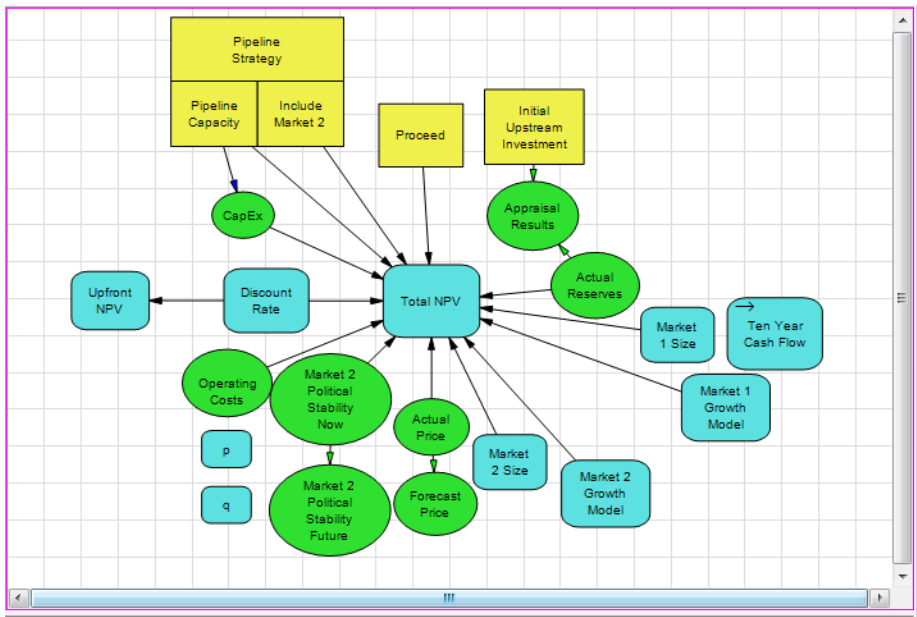 Pipeline
Strategy
Pipeline
Capacity
Include
Market 2
Proceed
Initial
Upstream
Investment
CapEx
Appraisal
Results
Actual
Reserves
Upfront
NPV
Discount
Rate
Total NPV
Market
1 Size
Ten Year
Cash Flow
Operating
Costs
Market 2
Political
Stability
Now
Actual
Price
Market 1
Growth
Model
p
Market
2 Size
Market 2
Growth
Model
q
Market 2
Political
Stability
Future
Forecast
Price